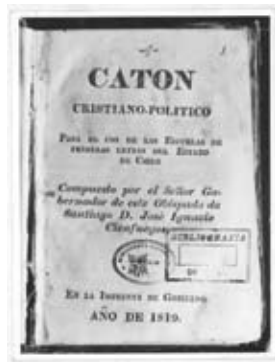 CATON
CRISTIANO-POLITICO
PARA EL USO DE LAS ESCUELAS DE
PRIMERAS LETRAS DEL ESTADO
DE CHILE
Compuesto por el Señor Go-
bernador de este Obispado de
Santiago D. José Ignacio
Cienfuegos
BIBLIOGRAFIA
EN LA IMPRENTA DE GOBIERNO
AÑO DE 1819.